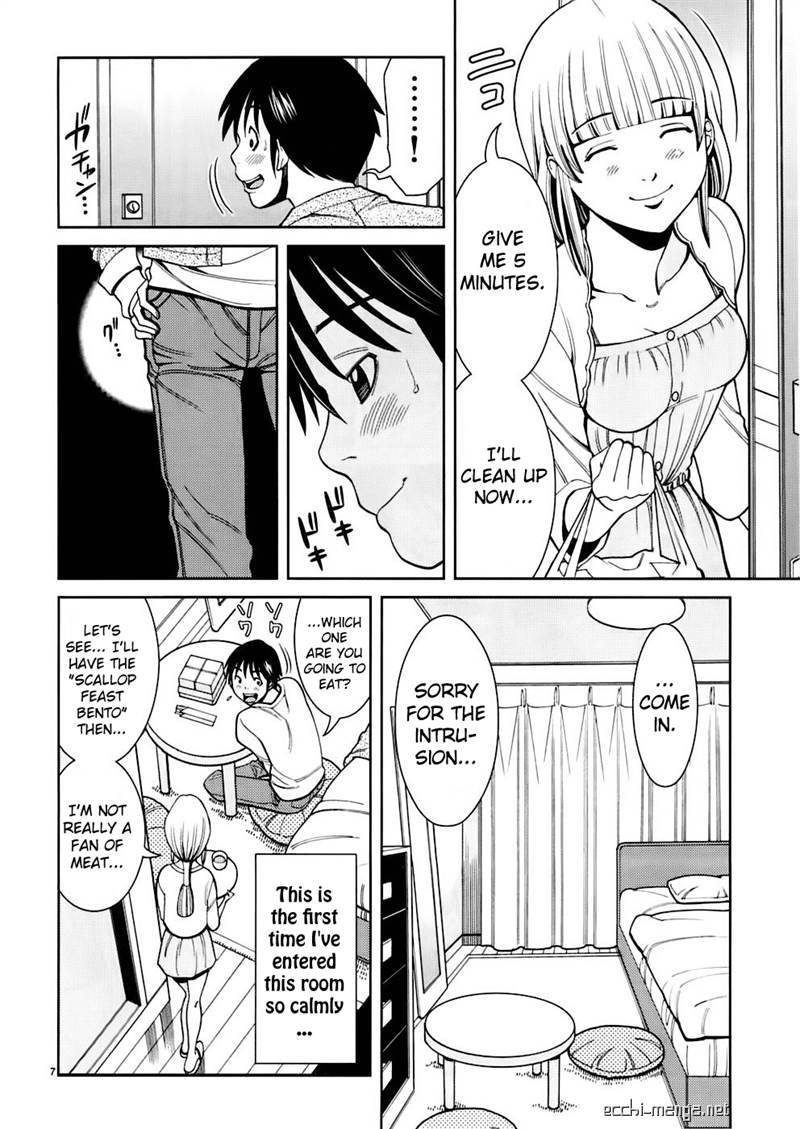 ニコ
GIVE
ME 5
MINUTES.
I'LL
CLEAN UP
NOW...
......!
ガチャン...
ドキ
ドキ
グ...
...
COME
IN.
SORRY
FOR THE
INTRU-
SION...
ソワ
ソワ
...WHICH
ONE ARE
YOU
GOING TO
EAT?
LET'S
SEE... I'LL
HAVE THE
"SCALLOP
FEAST
BENTO"
THEN...
I'M NOT
REALLY A
FAN OF
MEAT...
This is
the first
time I've
entered
this room
so calmly
...
7
ecchi-manga.net